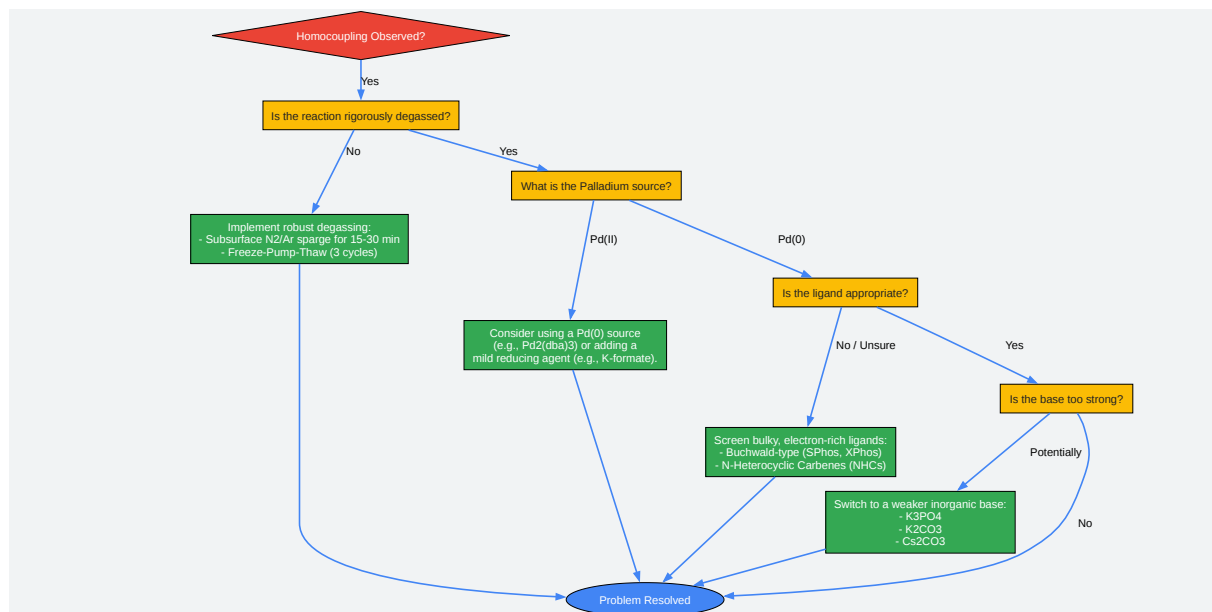 Homocoupling Observed?
Yes
Is the reaction rigorously degassed?
No
Yes
What is the Palladium source?
Implement robust degassing:
- Subsurface N2/Ar sparge for 15-30 min
- Freeze-Pump-Thaw (3 cycles)
Pd(II)
Pd(0)
Is the ligand appropriate?
Consider using a Pd(0) source
(e.g., Pd2(dba)3) or adding a
mild reducing agent (e.g., K-formate).
No / Unsure
Yes
Is the base too strong?
Screen bulky, electron-rich ligands:
- Buchwald-type (SPhos, XPhos)
- N-Heterocyclic Carbenes (NHCs)
Potentially
Switch to a weaker inorganic base:
- K3PO4
- K2CO3
- Cs2CO3
No
Problem Resolved